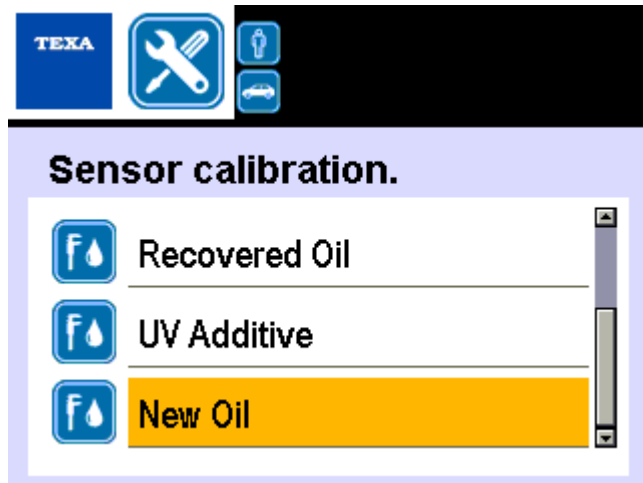 TEXA
Sensor calibration.
Recovered Oil
UV Additive
New Oil